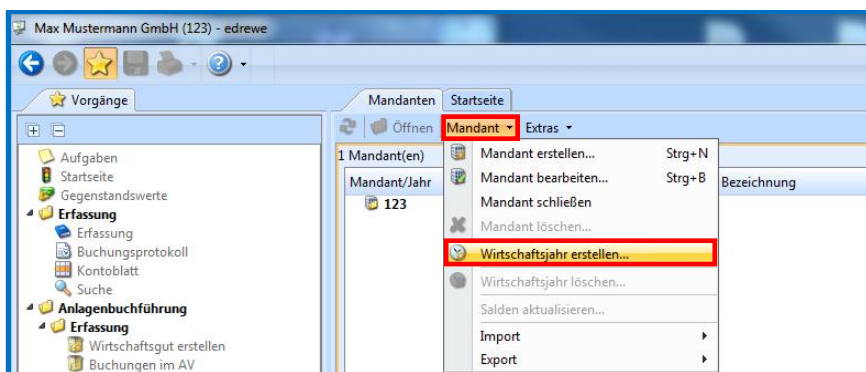 Max Mustermann GmbH (123) - edrewe
Vorgänge
Aufgaben
Startseite
Gegenstandswerte
Erfassung
Erfassung
Buchungsprotokoll
Kontoblatt
Suche
Anlagenbuchführung
Erfassung
Wirtschaftsgut erstellen
Buchungen im AV
Mandanten Startseite
Öffnen Mandant Extras
1 Mandant(en)
Mandant/Jahr Bezeichnung
123
Mandant erstellen... Strg+N
Mandant bearbeiten... Strg+B
Mandant schließen
Mandant löschen...
Wirtschaftsjahr erstellen...
Wirtschaftsjahr löschen...
Salden aktualisieren...
Import
Export